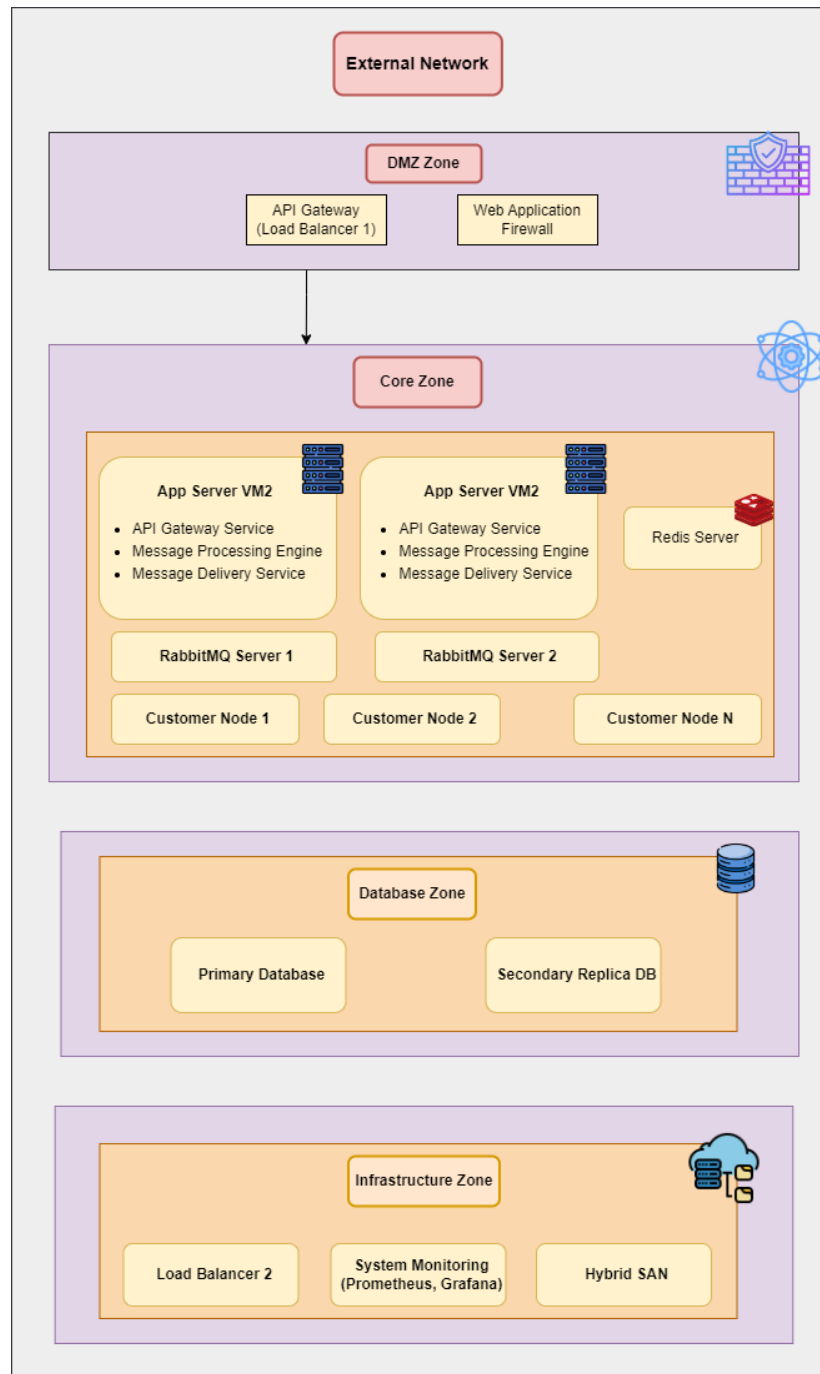 External Network
DMZ Zone
API Gateway
(Load Balancer 1)
Web Application
Firewall
Core Zone
App Server VM2
• API Gateway Service
• Message Processing Engine
• Message Delivery Service
App Server VM2
• API Gateway Service
• Message Processing Engine
• Message Delivery Service
Redis Server
RabbitMQ Server 1
RabbitMQ Server 2
Customer Node 1
Customer Node 2
Customer Node N
Database Zone
Primary Database
Secondary Replica DB
Infrastructure Zone
Load Balancer 2
System Monitoring
(Prometheus, Grafana)
Hybrid SAN